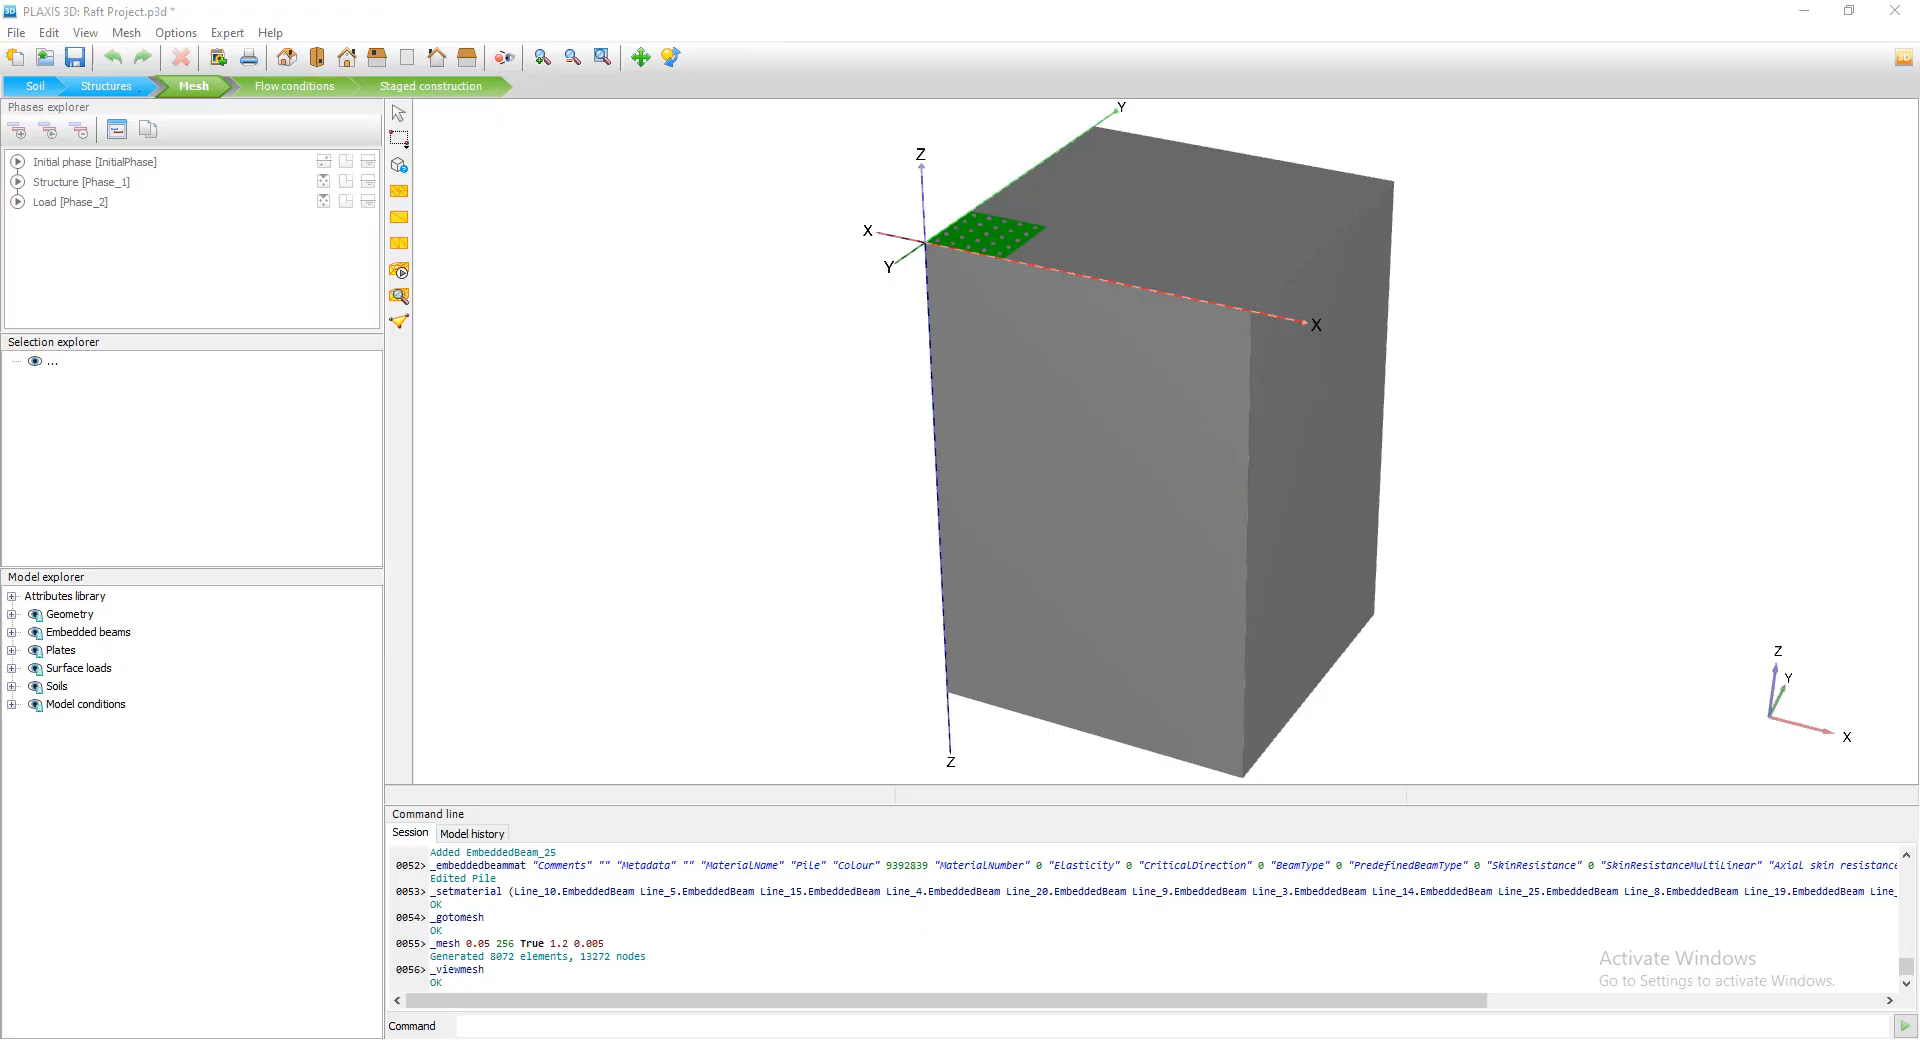 PLAXIS 3D: Raft Project.p3d *
File Edit View Mesh Options Expert Help
Soil Structures Mesh Flow conditions Staged construction
Phases explorer
Initial phase [InitialPhase]
Structure [Phase_1]
Load [Phase_2]
Selection explorer
...
Model explorer
Attributes library
Geometry
Embedded beams
Plates
Surface loads
Soils
Model conditions
Y
Z
X
Y
X
Z
Z
Y
X
Command line
Session Model history
Added EmbeddedBeam_25
0052> _embeddedbeammat "Comments" "" "Metadata" "" "MaterialName" "Pile" "Colour" 9392839 "MaterialNumber" 0 "Elasticity" 0 "CriticalDirection" 0 "BeamType" 0 "PredefinedBeamType" 0 "SkinResistance" 0 "SkinResistanceMultiLinear" "Axial skin resistance
Edited Pile
0053> _setmaterial (Line_10.EmbeddedBeam Line_5.EmbeddedBeam Line_15.EmbeddedBeam Line_4.EmbeddedBeam Line_20.EmbeddedBeam Line_9.EmbeddedBeam Line_3.EmbeddedBeam Line_14.EmbeddedBeam Line_25.EmbeddedBeam Line_8.EmbeddedBeam Line_19.EmbeddedBeam Line_
OK
0054> _gotomesh
OK
0055> _mesh 0.05 256 True 1.2 0.005
Generated 8072 elements, 13272 nodes
0056> _viewmesh
OK
Activate Windows
Go to Settings to activate Windows.
Command